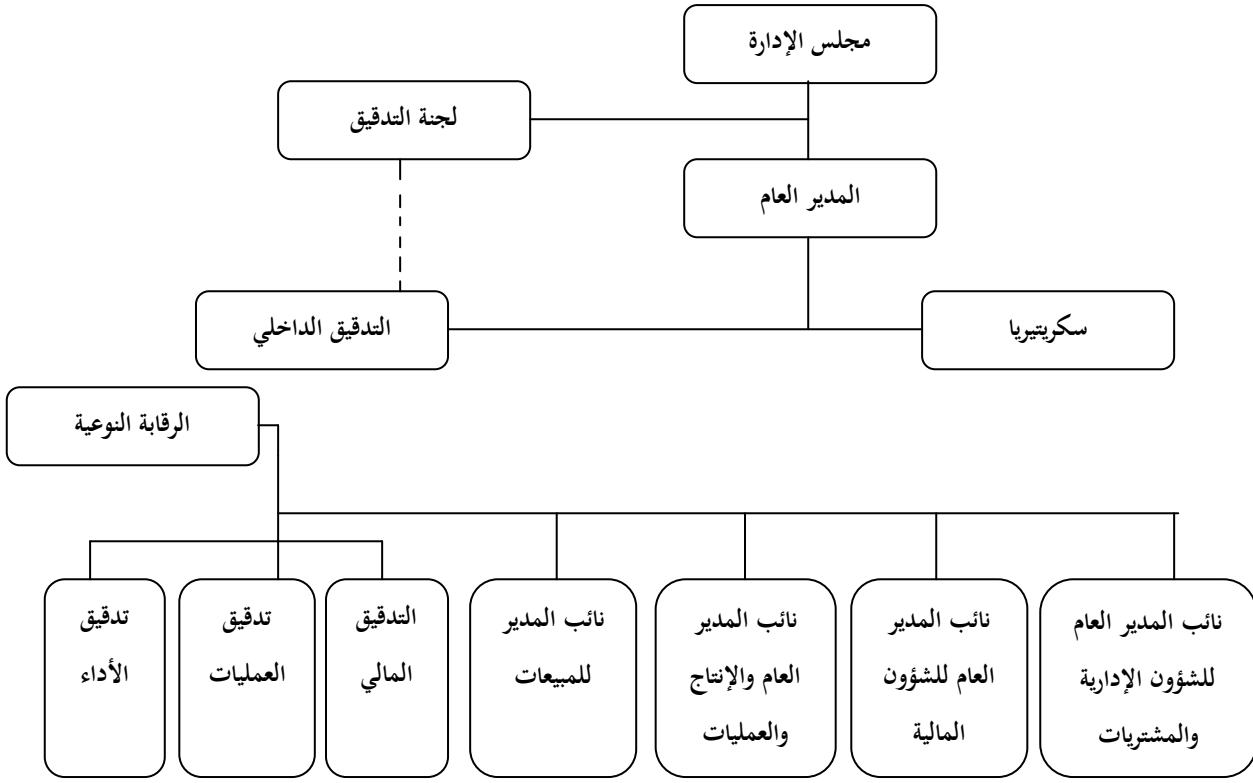 مجلس الإدارة
لجنة التدقيق
المدير العام
سكريتيريا
التدقيق الداخلي
الرقابة النوعية
نائب المدير العام
للشؤون الإدارية
والمشتريات
نائب المدير
العام للشؤون
المالية
نائب المدير
العام والإنتاج
والعمليات
نائب المدير
للمبيعات
التدقيق
المالي
تدقيق
العمليات
تدقيق
الأداء